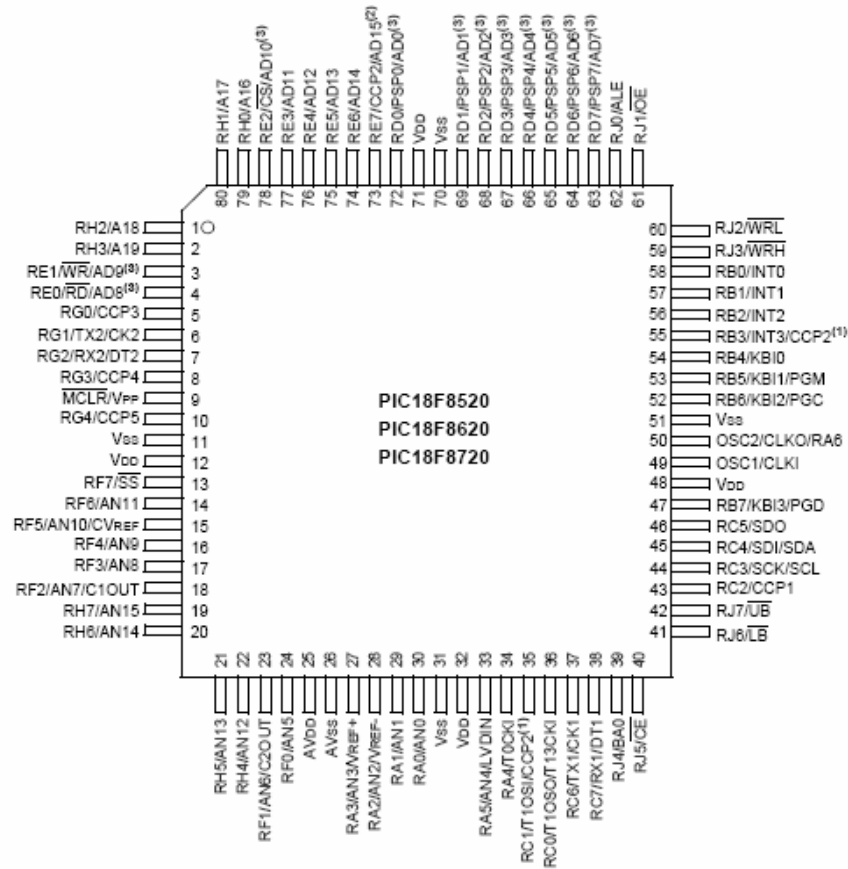 RH1/A17
RH0/A16
RE2/CS/AD10(3)
RE3/AD11
RE4/AD12
RE5/AD13
RE6/AD14
RE7/CCP2/AD15(2)
RD0/PSP0/AD0(3)
VDD
VSS
RD1/PSP1/AD1(3)
RD2/PSP2/AD2(3)
RD3/PSP3/AD3(3)
RD4/PSP4/AD4(3)
RD5/PSP5/AD5(3)
RD6/PSP6/AD6(3)
RD7/PSP7/AD7(3)
RJ0/ALE
RJ1/OE
80 79 78 77 76 75 74 73 72 71 70 69 68 67 66 65 64 63 62 61
RH2/A18 1
RH3/A19 2
RE1/WR/AD9(3) 3
RE0/RD/AD8(3) 4
RG0/CCP3 5
RG1/TX2/CK2 6
RG2/RX2/DT2 7
RG3/CCP4 8
MCLR/VPP 9
RG4/CCP5 10
VSS 11
VDD 12
RF7/SS 13
RF6/AN11 14
RF5/AN10/CVREF 15
RF4/AN9 16
RF3/AN8 17
RF2/AN7/C1OUT 18
RH7/AN15 19
RH6/AN14 20
PIC18F8520
PIC18F8620
PIC18F8720
60 RJ2/WRL
59 RJ3/WRH
58 RB0/INT0
57 RB1/INT1
56 RB2/INT2
55 RB3/INT3/CCP2(1)
54 RB4/KBI0
53 RB5/KBI1/PGM
52 RB6/KBI2/PGC
51 VSS
50 OSC2/CLKO/RA6
49 OSC1/CLKI
48 VDD
47 RB7/KBI3/PGD
46 RC5/SDO
45 RC4/SDI/SDA
44 RC3/SCK/SCL
43 RC2/CCP1
42 RJ7/UB
41 RJ6/LB
21 22 23 24 25 26 27 28 29 30 31 32 33 34 35 36 37 38 39 40
RH5/AN13
RH4/AN12
RF1/AN6/C2OUT
RF0/AN5
AVDD
AVSS
RA3/AN3/VREF+
RA2/AN2/VREF-
RA1/AN1
RA0/AN0
VSS
VDD
RA5/AN4/LVDIN
RA4/T0CKI
RC1/T1OSI/CCP2(1)
RC0/T1OSO/T13CKI
RC6/TX1/CK1
RC7/RX1/DT1
RJ4/BA0
RJ5/CE